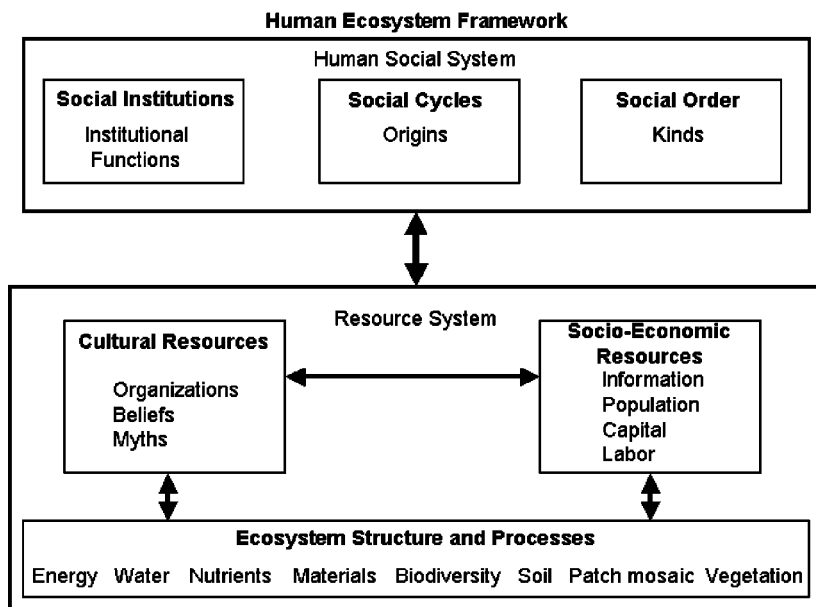 Human Ecosystem Framework
Human Social System
Social Institutions
Institutional
Functions
Social Cycles
Origins
Social Order
Kinds
Resource System
Cultural Resources
Organizations
Beliefs
Myths
Socio-Economic
Resources
Information
Population
Capital
Labor
Ecosystem Structure and Processes
Energy Water Nutrients Materials Biodiversity Soil Patch mosaic Vegetation